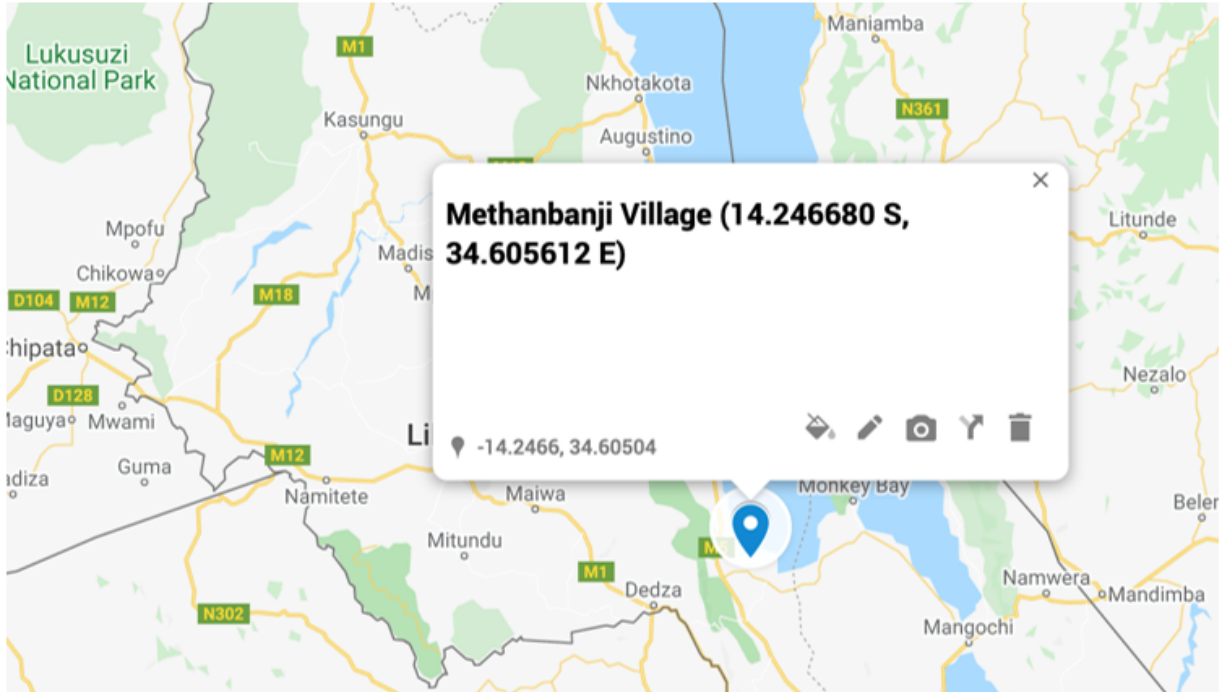 Maniamba
Lukusuzi
National Park
M1
Nkhotakota
N361
Kasungu
Augustino
Methanbanji Village (14.246680 S,
34.605612 E)
Mpofu
Litunde
Madis
Chikowa
D104
M12
M18
M
hipata
Nezalo
D128
Mwami
Li
-14.2466, 34.60504
M12
Guma
adiza
Namitete
Maiwa
Monkey Bay
Beler
Mitundu
M1
Dedza
Namwera
Mandimba
N302
Mangochi